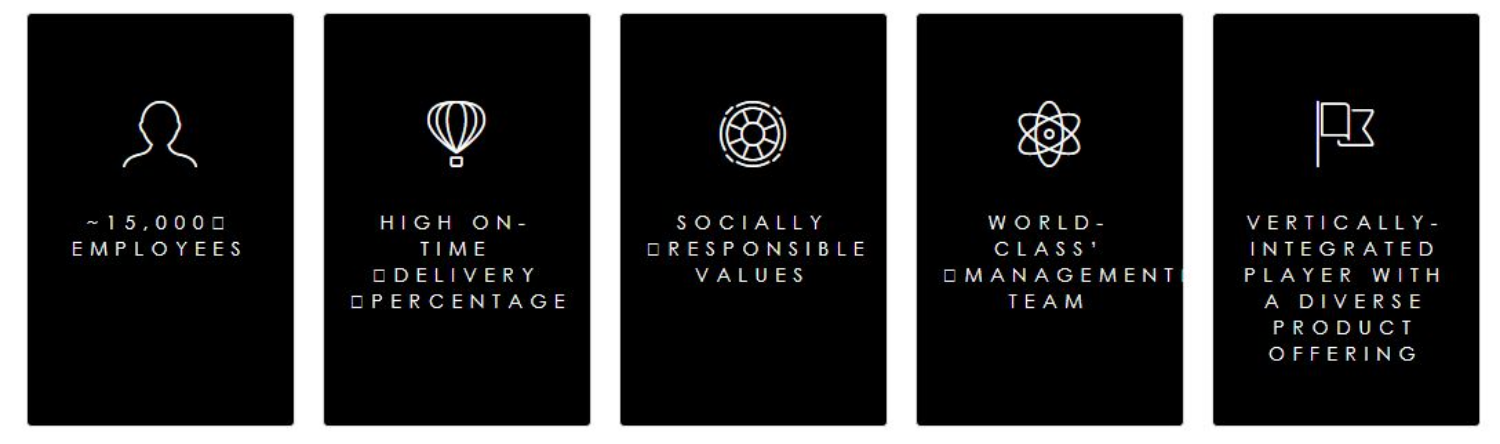 ~15,000□
EMPLOYEES
HIGH ON-
TIME
□DELIVERY
□PERCENTAGE
SOCIALLY
□RESPONSIBLE
VALUES
WORLD-
CLASS’
□MANAGEMENT
TEAM
VERTICALLY-
INTEGRATED
PLAYER WITH
A DIVERSE
PRODUCT
OFFERING